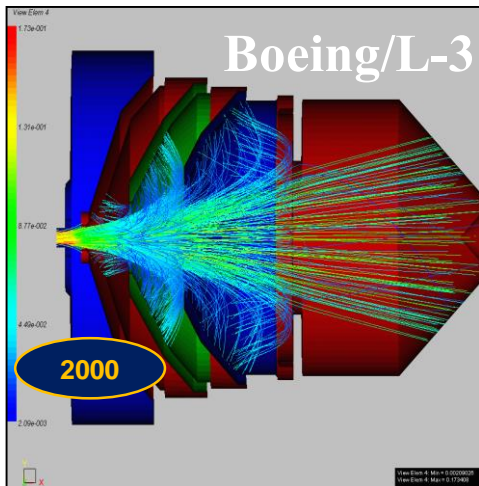 View Elem 4
1.73e-001
Boeing/L-3
1.31e-001
8.77e-002
4.49e-002
2000
2.09e-003
Y
X
View Elem 4: Min = 0.00209025
View Elem 4: Max = 0.173408